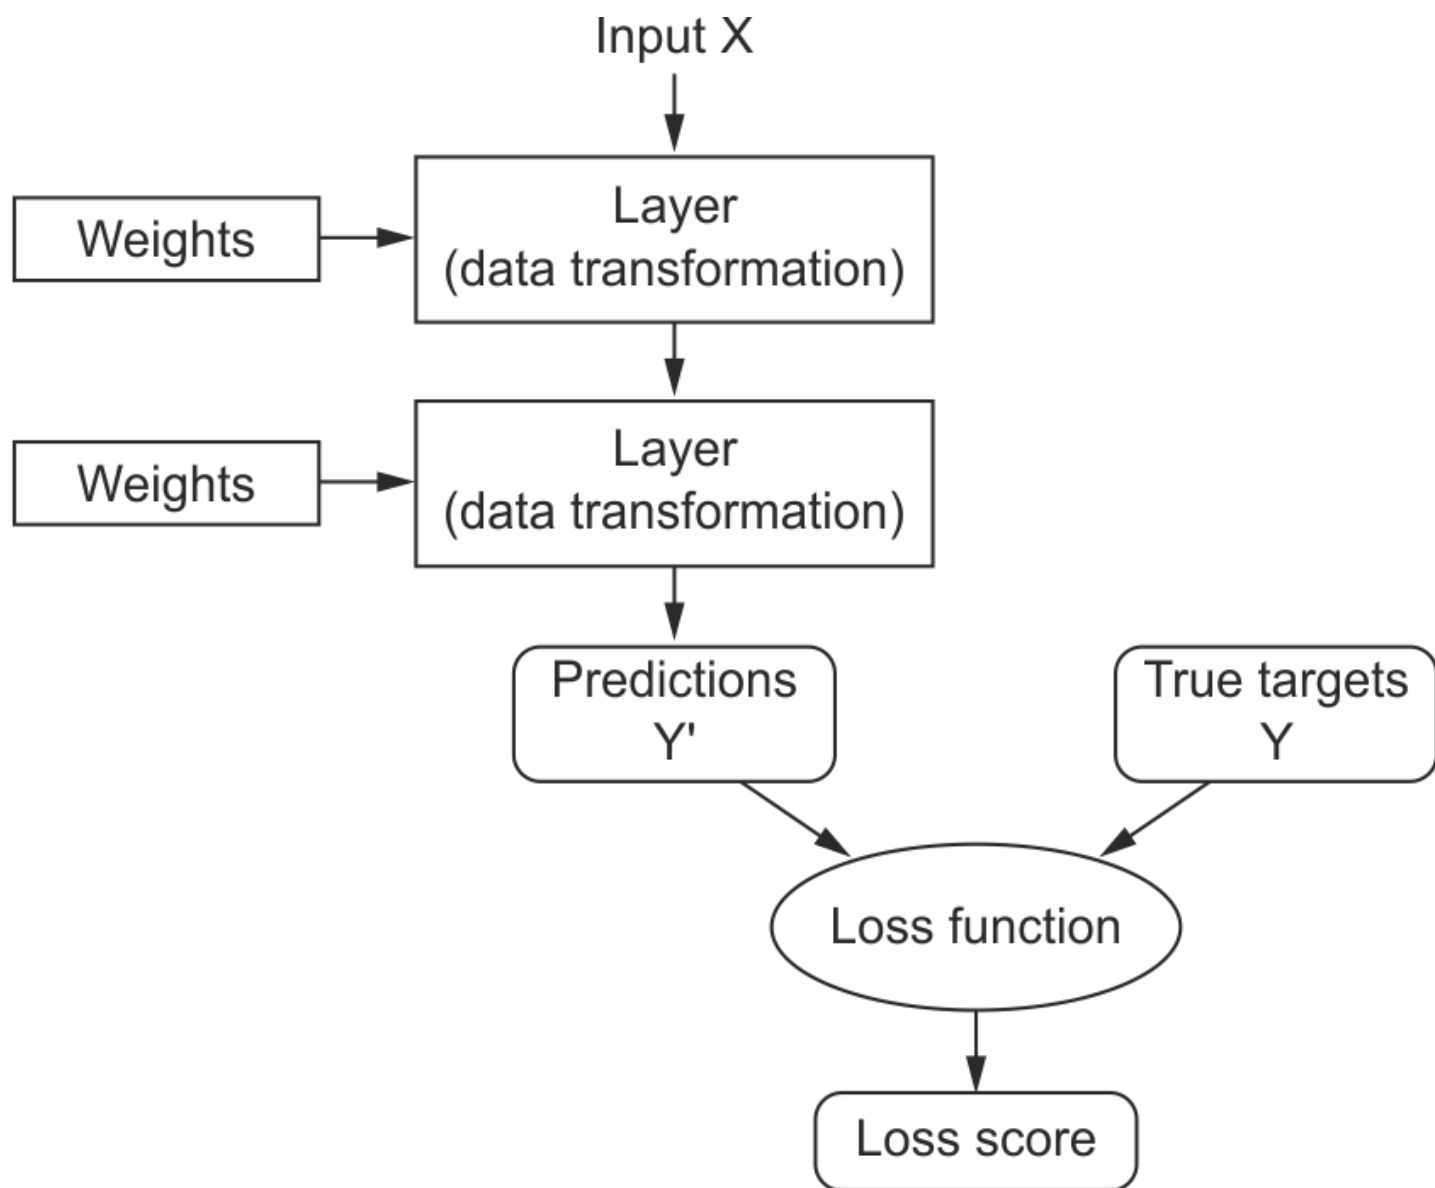 Input X
Weights
Layer
(data transformation)
Weights
Layer
(data transformation)
Predictions
Y'
True targets
Y
Loss function
Loss score